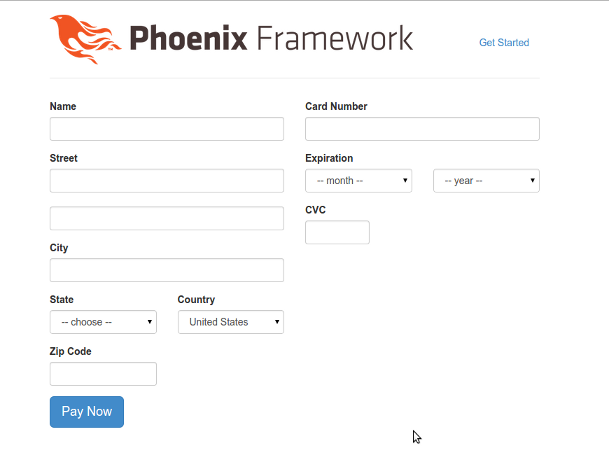 Phoenix Framework
Get Started
Name
Street
City
State
Country
-- choose --
United States
Zip Code
Pay Now
Card Number
Expiration
-- month --
-- year --
CVC